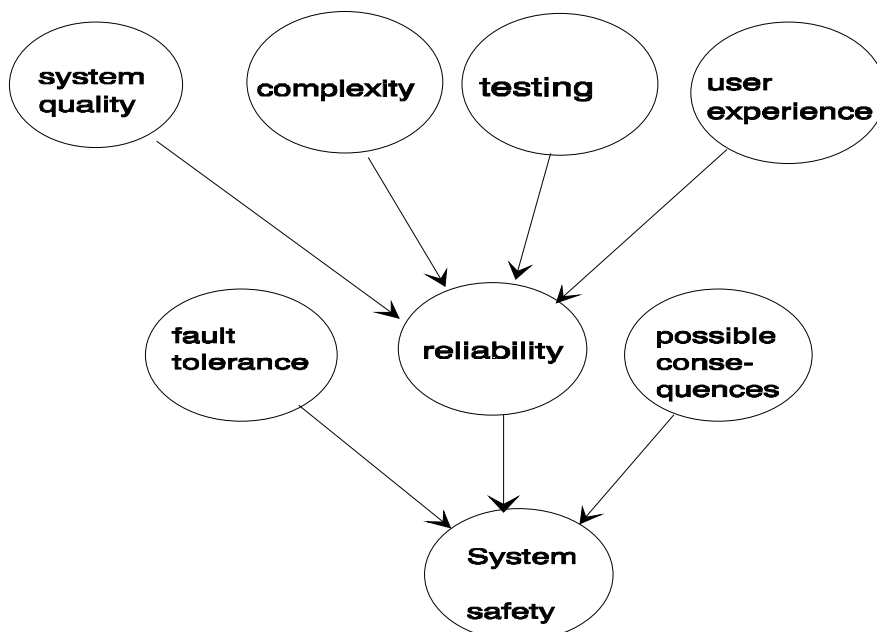 system
quality
complexity
testing
user
experience
fault
tolerance
reliability
possible
conse-
quences
System
safety